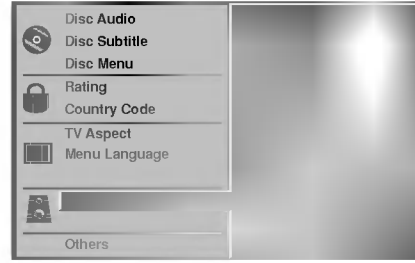 Disc Audio
Disc Subtitle
Disc Menu
Rating
Country Code
TV Aspect
Menu Language
Others